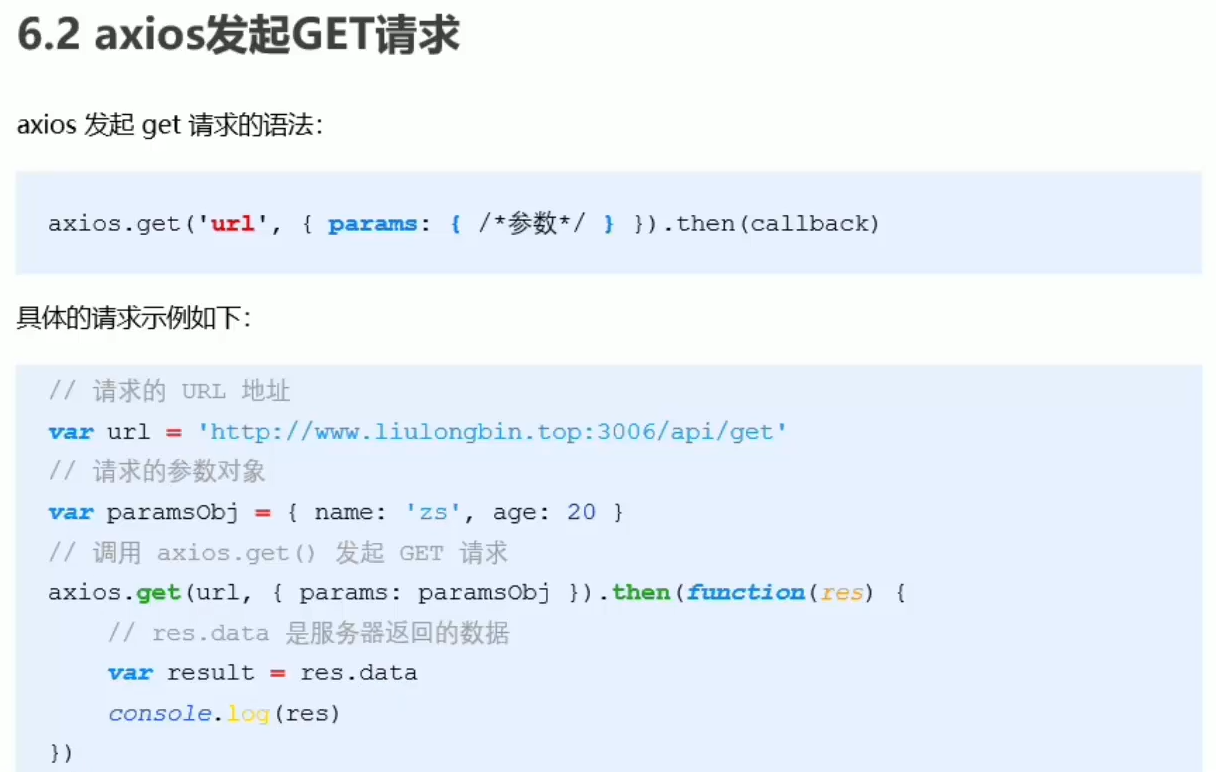 6.2 axios发起GET请求
axios 发起 get 请求的语法：
axios.get('url', { params: { /*参数*/ } }).then(callback)
具体的请求示例如下：
// 请求的 URL 地址
var url = 'http://www.liulongbin.top:3006/api/get'
// 请求的参数对象
var paramsObj = { name: 'zs', age: 20 }
// 调用 axios.get() 发起 GET 请求
axios.get(url, { params: paramsObj }).then(function(res) {
// res.data 是服务器返回的数据
var result = res.data
console.log(res)
})